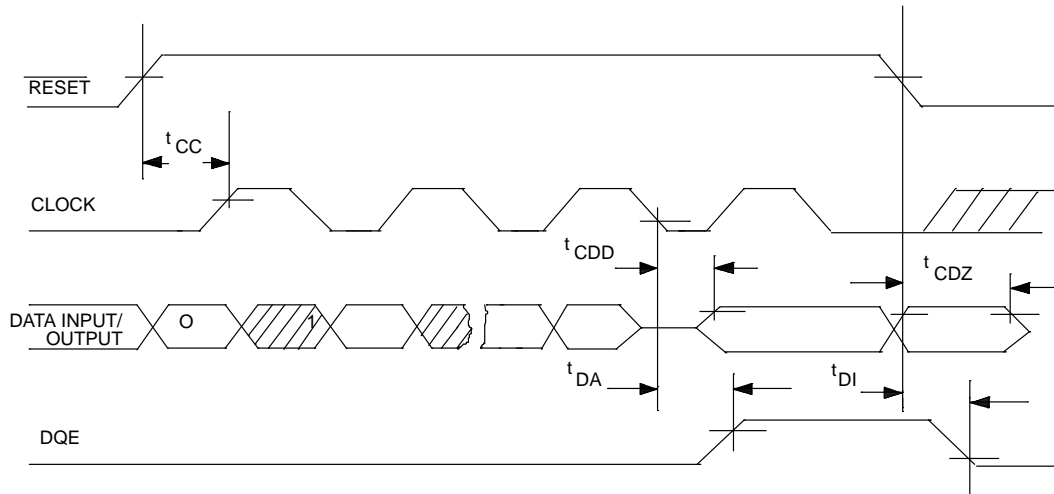 RESET
t CC
CLOCK
t CDD
t CDZ
DATA INPUT/
OUTPUT
O
1
t DA
t DI
DQE